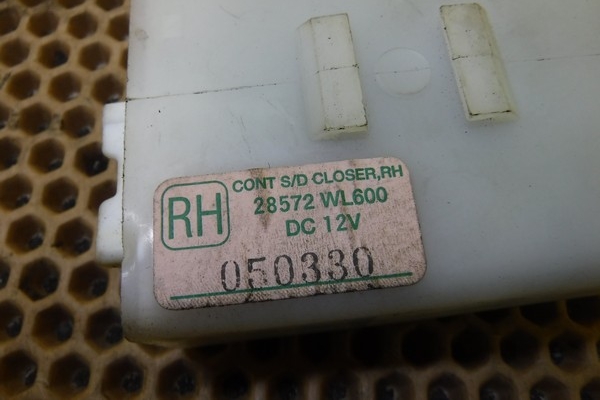 RH
CONT S/D CLOSER,RH
28572 WL600
DC 12V
050330